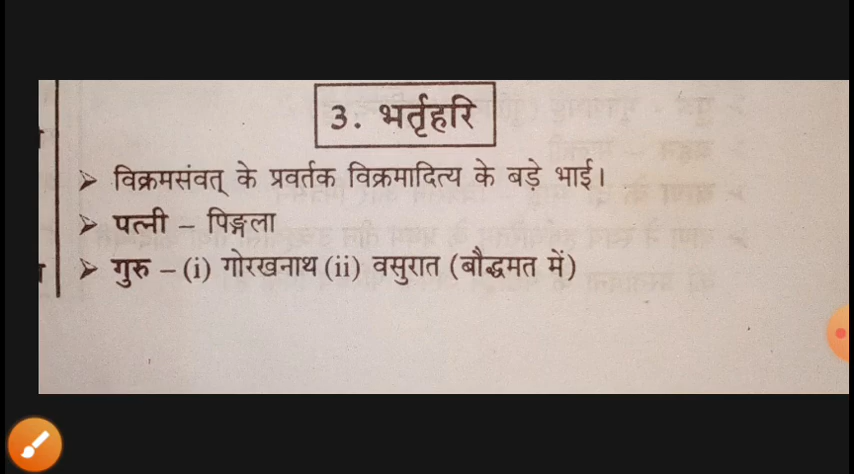 3. भर्तृहरि
➢ विक्रमसंवत् के प्रवर्तक विक्रमादित्य के बड़े भाई।
➢ पत्नी – पिङ्गला
➢ गुरु – (i) गोरखनाथ (ii) वसुरात (बौद्धमत में)